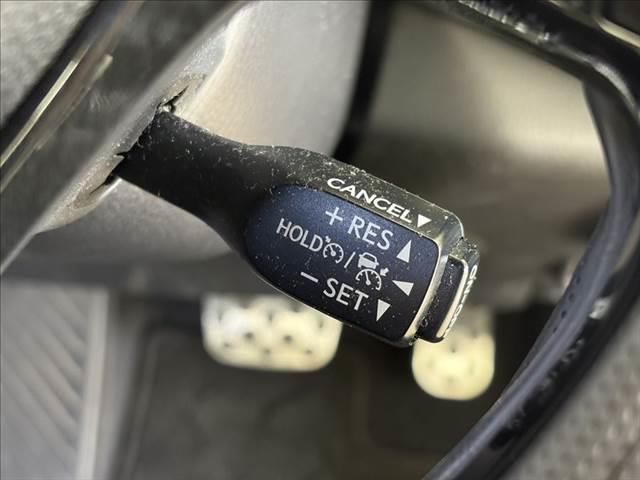 CANCEL▼
+RES▲
HOLD / ◀
−SET▼